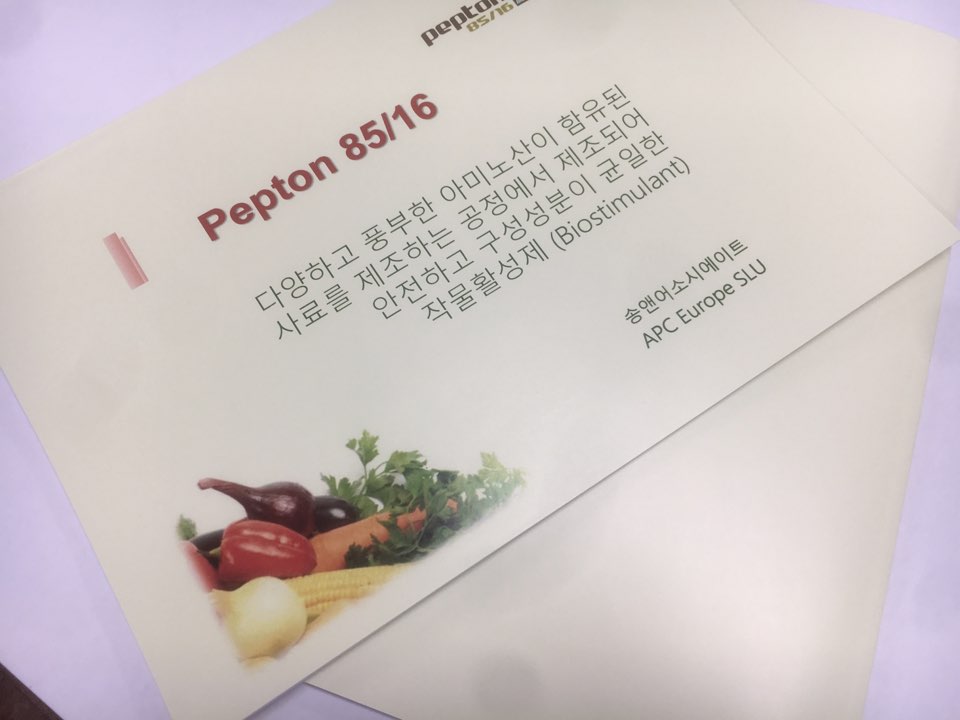 pepton
85/16
Pepton 85/16
다양하고 풍부한 아미노산이 함유된
사료를 제조하는 공정에서 제조되어
안전하고 구성성분이 균일한
작물활성제 (Biostimulant)
송앤어소시에이트
APC Europe SLU